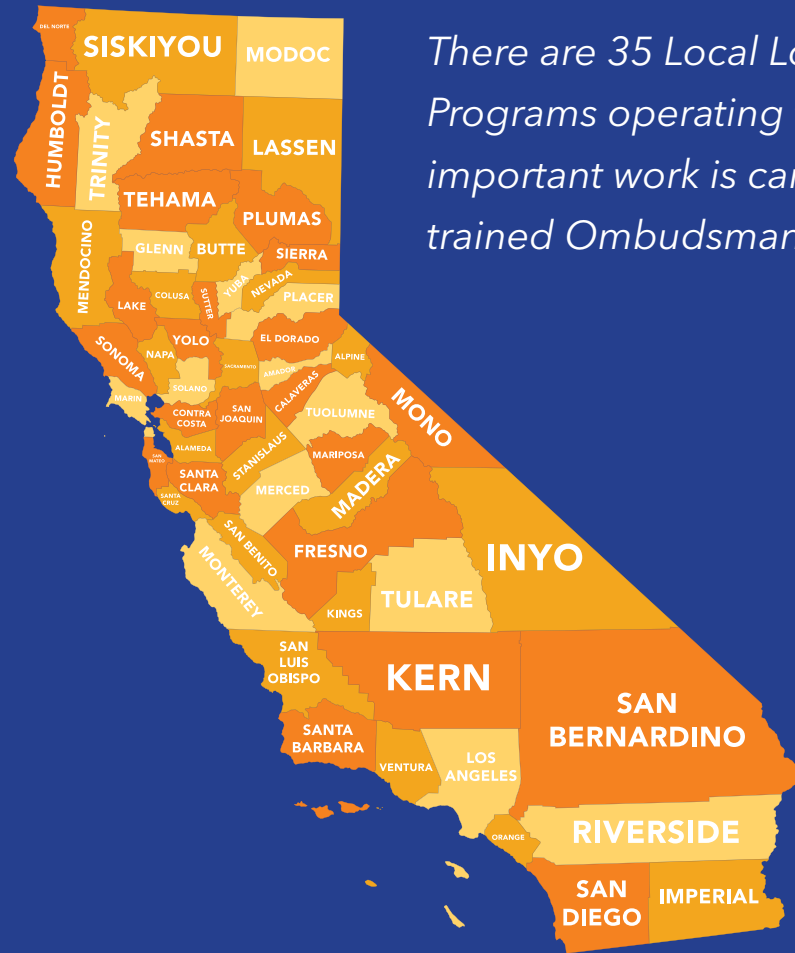 There are 35 Local Lo
Programs operating
important work is car
trained Ombudsman
DEL NORTE
SISKIYOU
MODOC
HUMBOLDT
TRINITY
SHASTA
LASSEN
TEHAMA
PLUMAS
MENDOCINO
GLENN
BUTTE
SIERRA
LAKE
COLUSA
SUTTER
YUBA
NEVADA
PLACER
SONOMA
NAPA
YOLO
SACRAMENTO
EL DORADO
ALPINE
MARIN
SOLANO
AMADOR
CALAVERAS
MONO
CONTRA
COSTA
SAN
JOAQUIN
TUOLUMNE
SAN
MATEO
ALAMEDA
STANISLAUS
MARIPOSA
SANTA
CLARA
SANTA
CRUZ
MERCED
MADERA
SAN BENITO
MONTEREY
FRESNO
INYO
KINGS
TULARE
SAN
LUIS
OBISPO
KERN
SAN
BERNARDINO
SANTA
BARBARA
VENTURA
LOS
ANGELES
ORANGE
RIVERSIDE
SAN
DIEGO
IMPERIAL